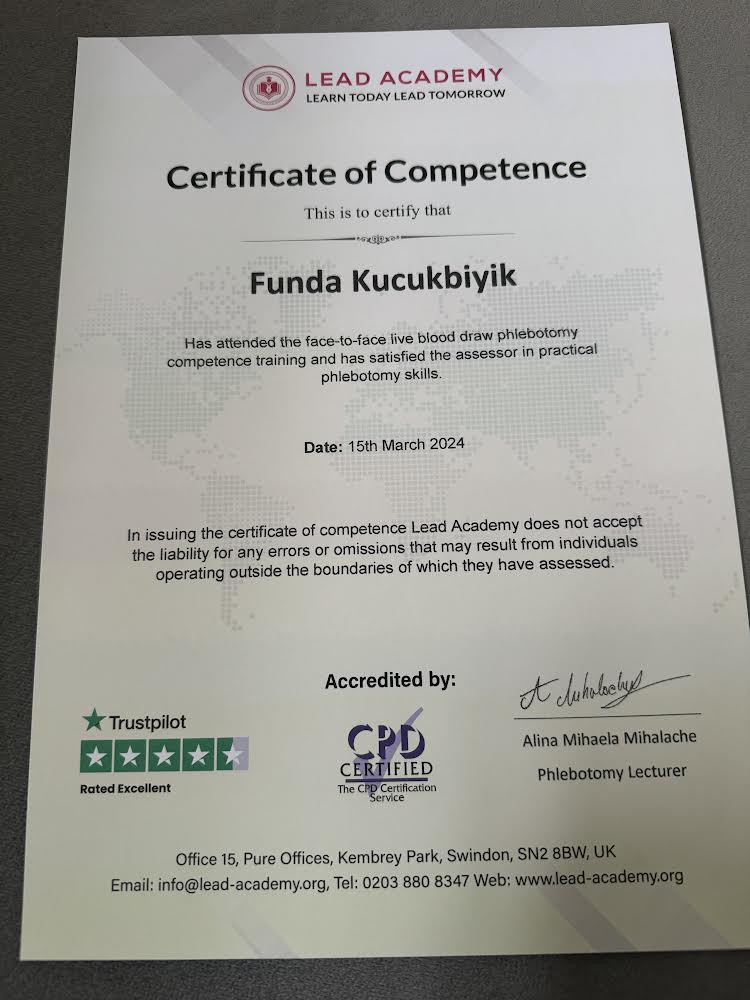 LEAD ACADEMY
LEARN TODAY LEAD TOMORROW
Certificate of Competence
This is to certify that
Funda Kucukbiyik
Has attended the face-to-face live blood draw phlebotomy
competence training and has satisfied the assessor in practical
phlebotomy skills.
Date: 15th March 2024
In issuing the certificate of competence Lead Academy does not accept
the liability for any errors or omissions that may result from individuals
operating outside the boundaries of which they have assessed.
Accredited by:
Trustpilot
Rated Excellent
CPD
CERTIFIED
The CPD Certification
Service
Alina Mihaela Mihalache
Phlebotomy Lecturer
Office 15, Pure Offices, Kembrey Park, Swindon, SN2 8BW, UK
Email: info@lead-academy.org, Tel: 0203 880 8347 Web: www.lead-academy.org